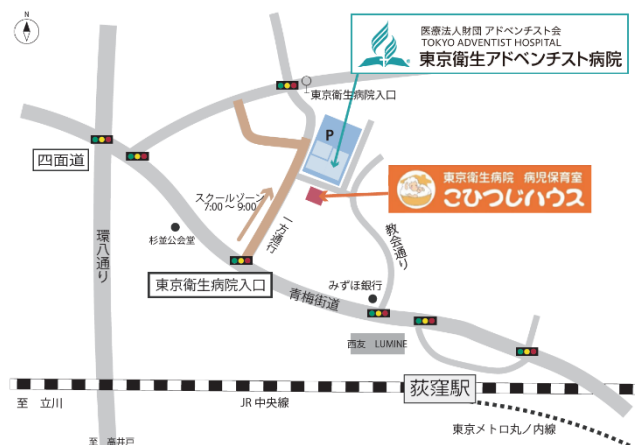 N
医療法人財団 アドベンチスト会
TOKYO ADVENTIST HOSPITAL
東京衛生アドベンチスト病院
東京衛生病院入口
P
四面道
東京衛生病院 病児保育室
こひつじハウス
スクールゾーン
7:00～9:00
一方通行
杉並公会堂
教会通り
環八通り
東京衛生病院入口
青梅街道
みずほ銀行
西友 LUMINE
荻窪駅
至 立川
JR中央線
東京メトロ丸ノ内線
至 高井戸